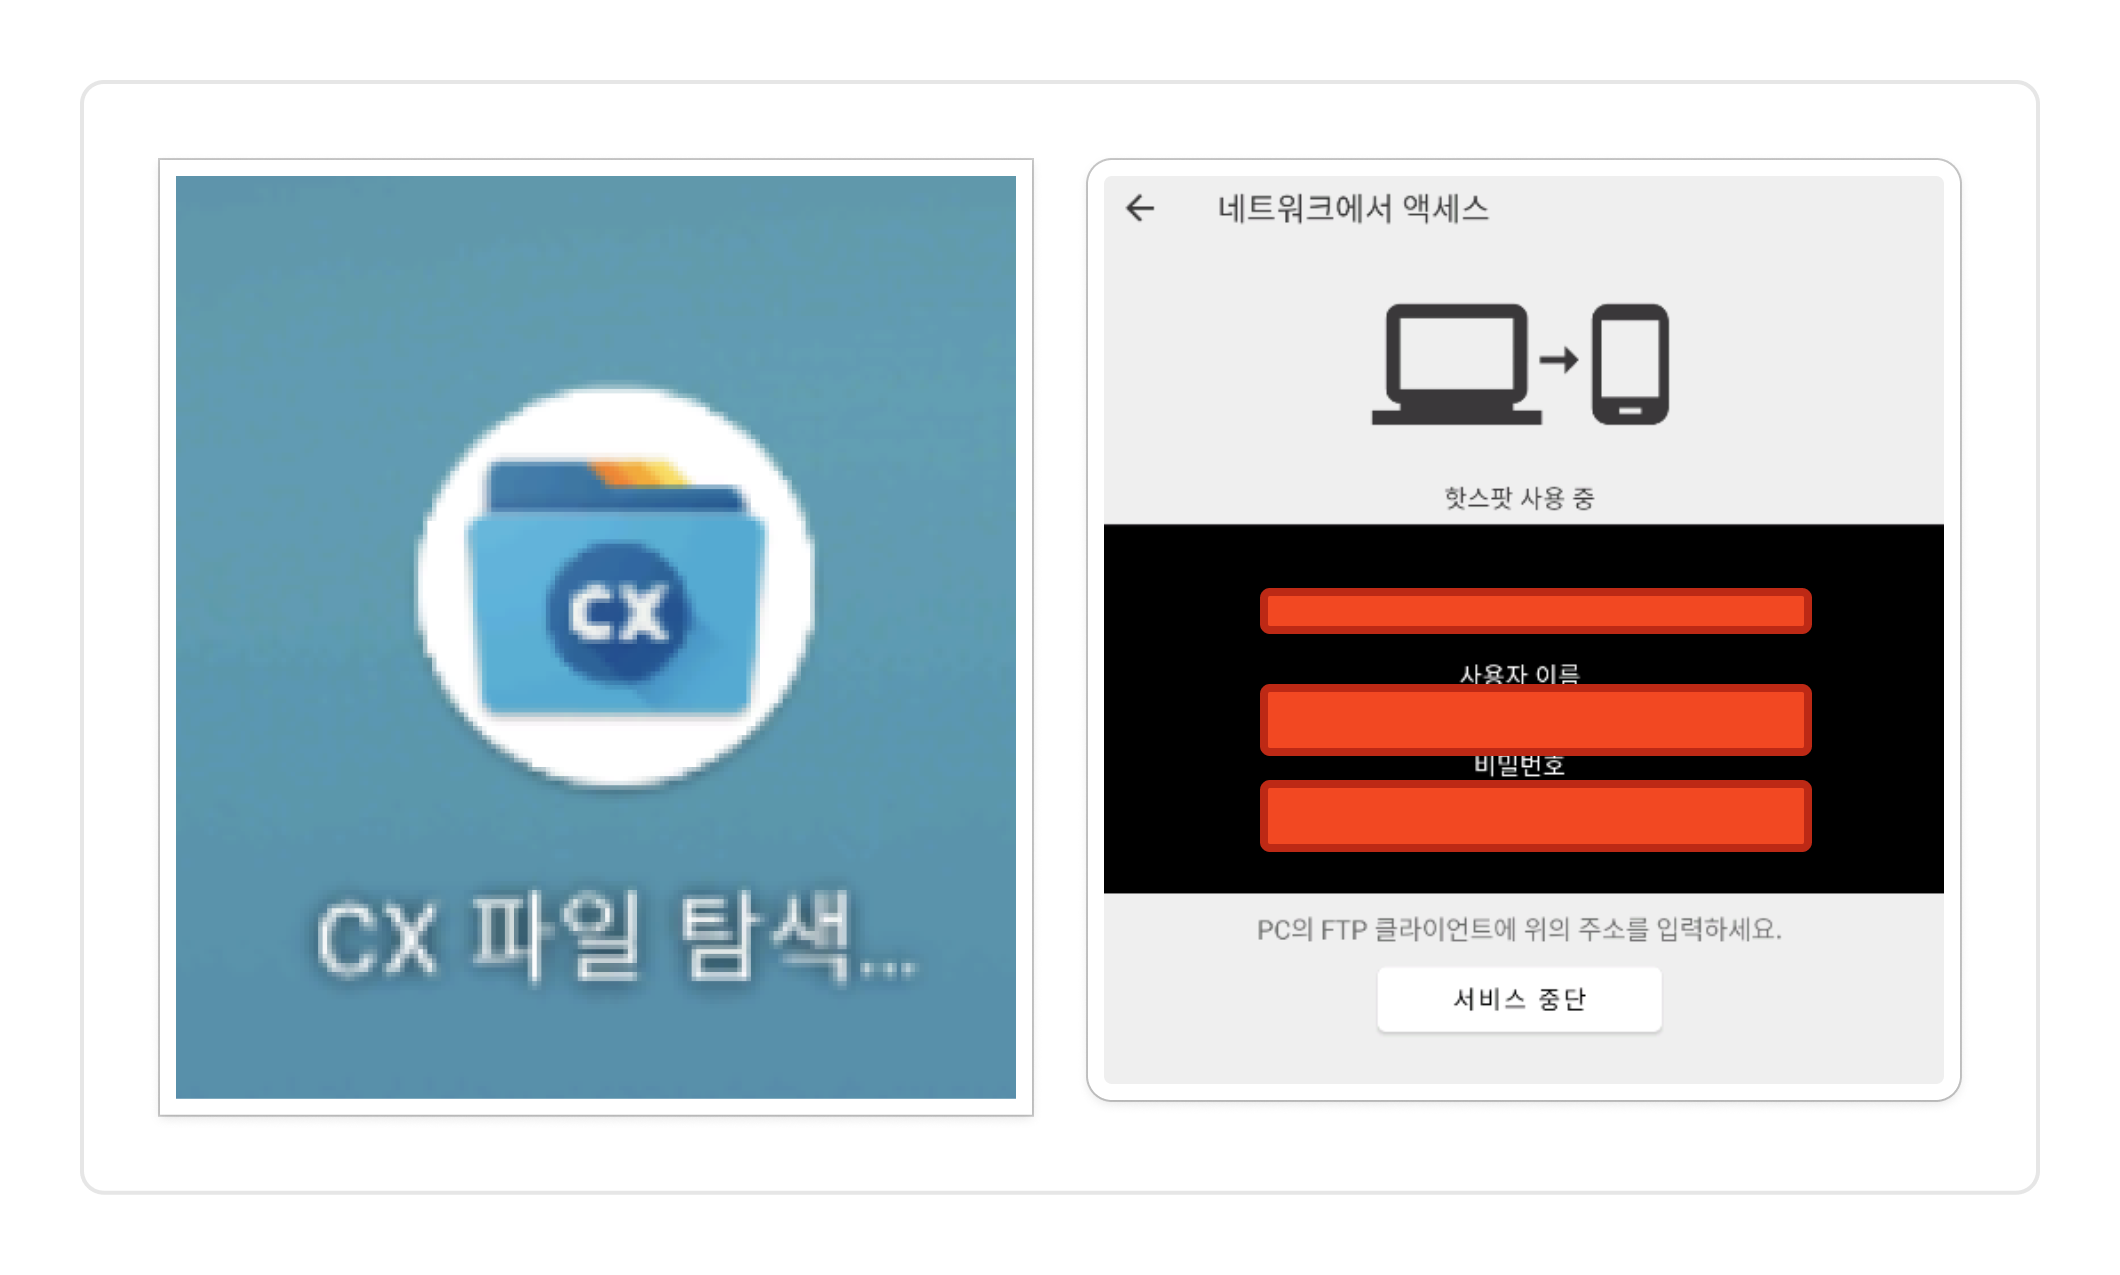 CX
CX 파일 탐색...
네트워크에서 액세스
핫스팟 사용 중
사용자 이름
비밀번호
PC의 FTP 클라이언트에 위의 주소를 입력하세요.
서비스 중단